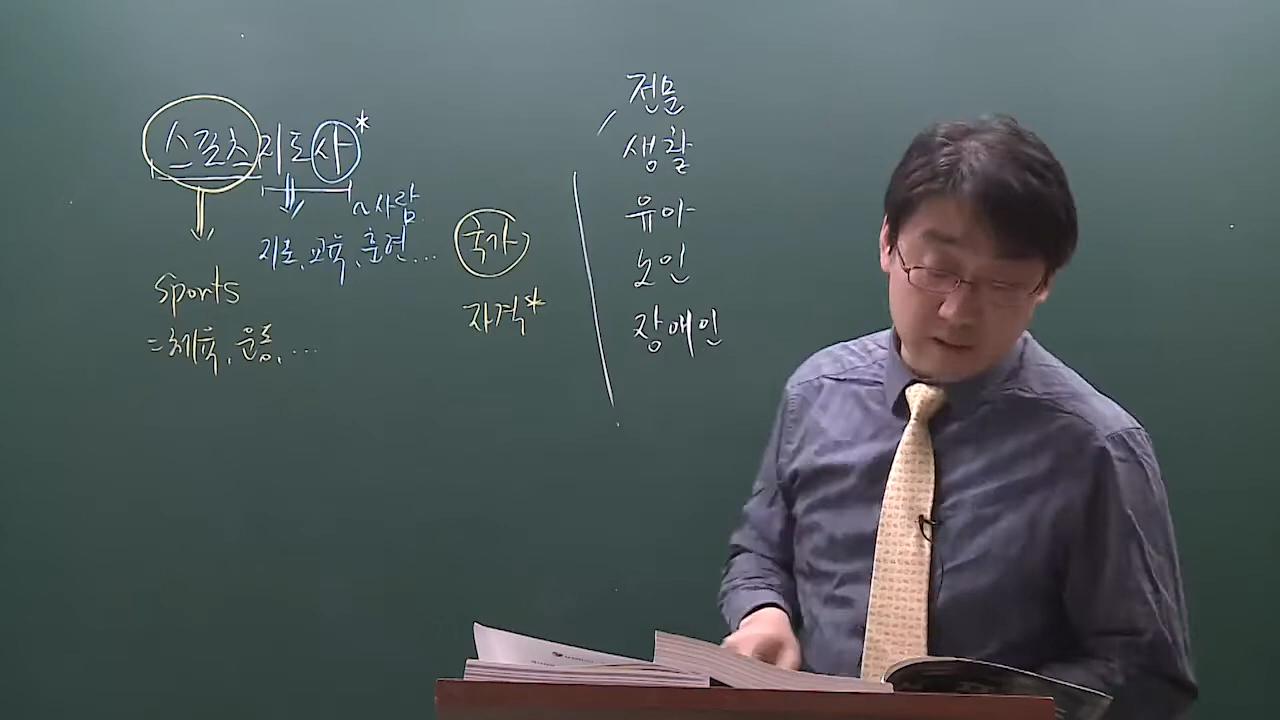 스포츠지도사*
~사람
지도, 교육, 훈련...
sports
=체육, 운동, ...
국가
자격*
전문
생활
유아
노인
장애인